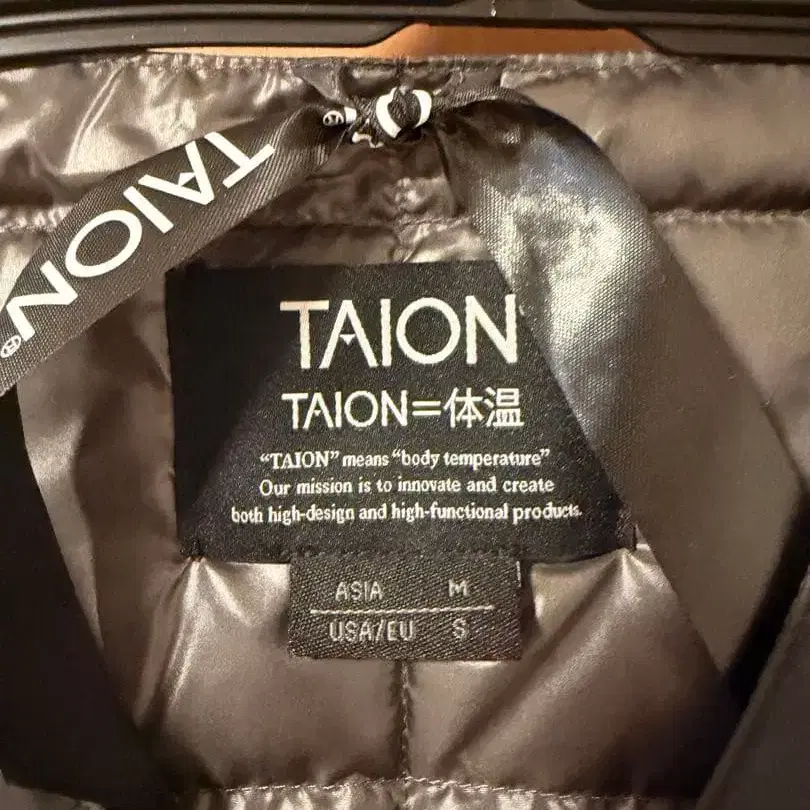 TAION
TAION
TAION=体温
“TAION” means “body temperature”
Our mission is to innovate and create
both high-design and high-functional products.
ASIA M
USA/EU S